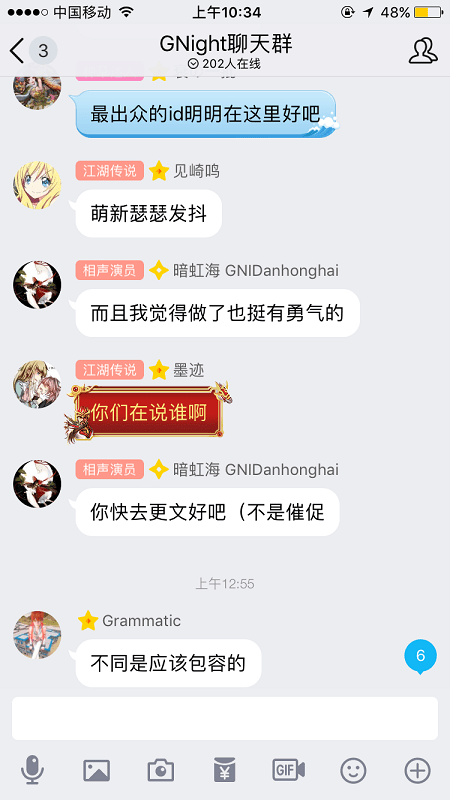 中国移动 上午10:34 48%
3 GNight聊天群
202人在线
最出众的id明明在这里好吧
江湖传说 见崎鸣
萌新瑟瑟发抖
相声演员 暗虹海 GNIDanhonghai
而且我觉得做了也挺有勇气的
江湖传说 墨迹
你们在说谁啊
相声演员 暗虹海 GNIDanhonghai
你快去更文好吧（不是催促
上午12:55
Grammatic
不同是应该包容的
6
GIF